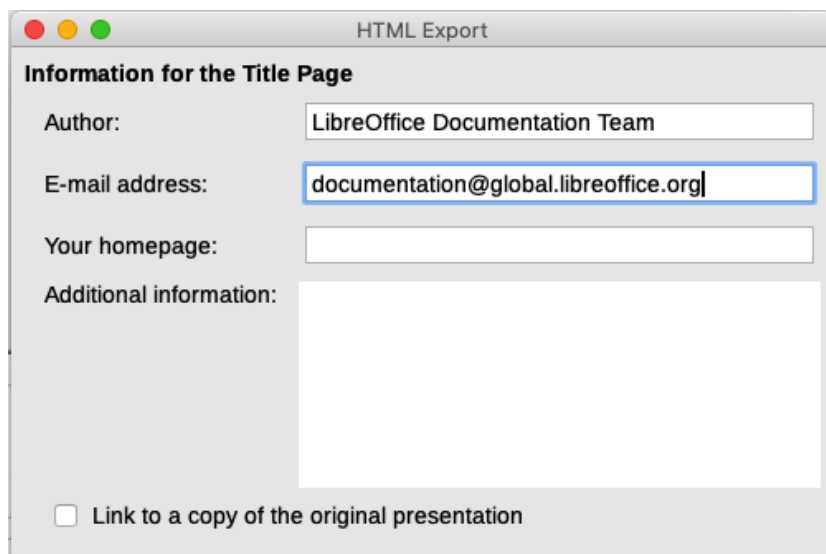 HTML Export
Information for the Title Page
Author: LibreOffice Documentation Team
E-mail address: documentation@global.libreoffice.org
Your homepage:
Additional information:
Link to a copy of the original presentation